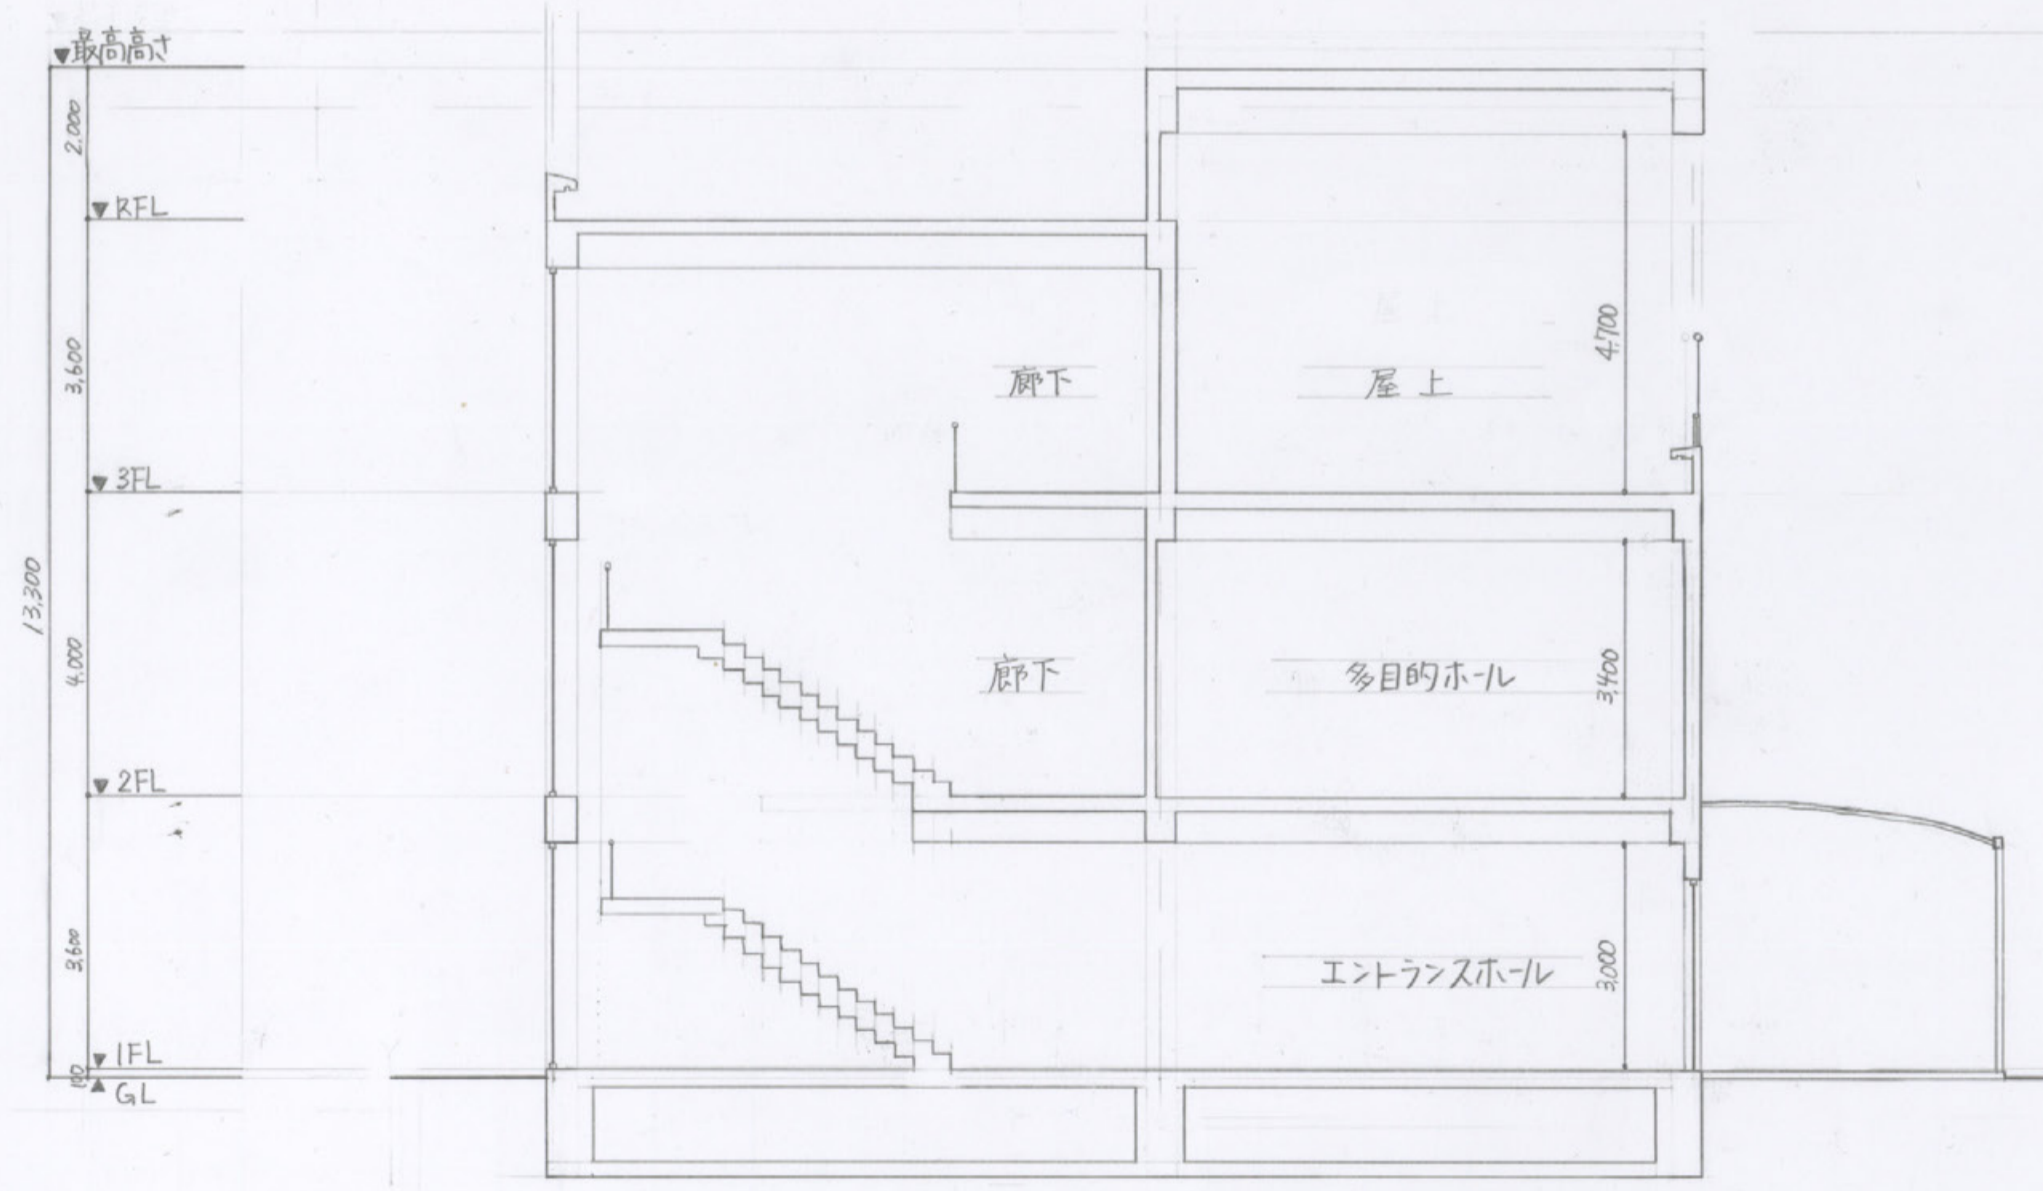 ▼最高高さ
2,000
▼RFL
3,600
廊下
屋上
4,700
▼3FL
13,300
4,000
廊下
多目的ホール
3,400
▼2FL
3,600
エントランスホール
3,000
▼1FL
100
▲GL